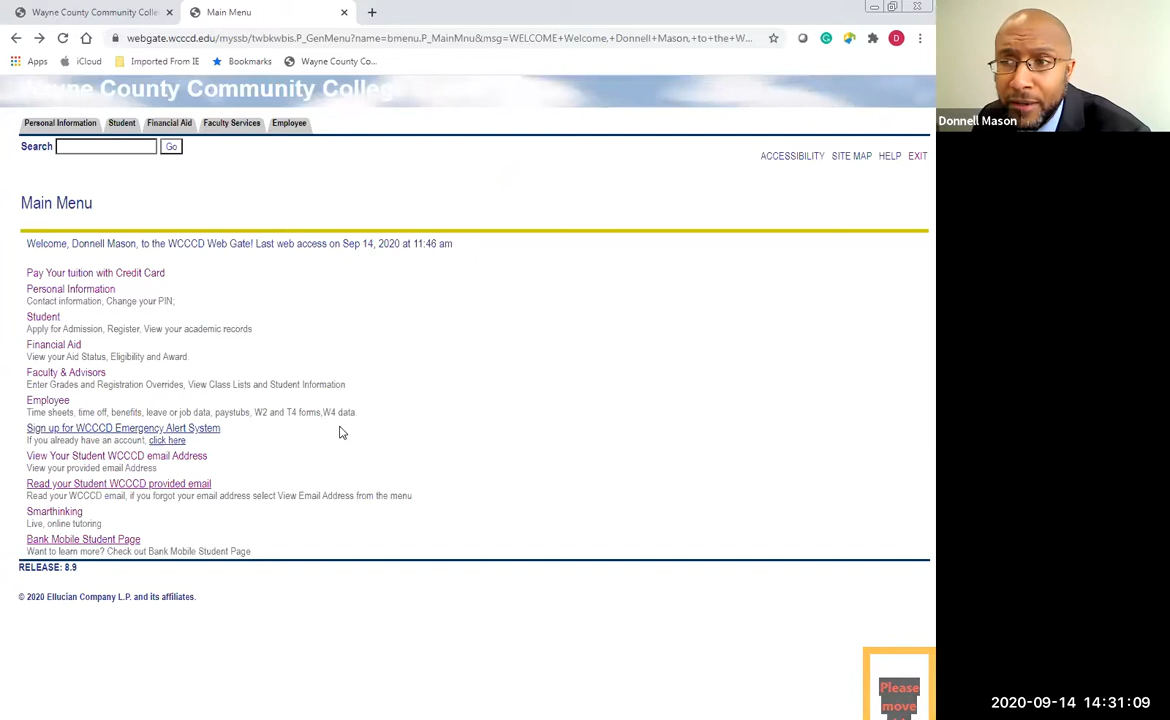 Wayne County Community Colle
Main Menu
webgate.wcccd.edu/myssb/twbkwbis.P_GenMenu?name=bmenu.P_MainMnu&msg=WELCOME+Welcome,+Donnell+Mason,+to+the+W...
D
Apps
iCloud
Imported From IE
Bookmarks
Wayne County Co...
Wayne County Community College
Donnell Mason
Personal Information
Student
Financial Aid
Faculty Services
Employee
Search
Go
ACCESSIBILITY SITE MAP HELP EXIT
Main Menu
Welcome, Donnell Mason, to the WCCCD Web Gate! Last web access on Sep 14, 2020 at 11:46 am
Pay Your tuition with Credit Card
Personal Information
Contact information, Change your PIN;
Student
Apply for Admission, Register, View your academic records
Financial Aid
View your Aid Status, Eligibility and Award.
Faculty & Advisors
Enter Grades and Registration Overrides, View Class Lists and Student Information
Employee
Time sheets, time off, benefits, leave or job data, paystubs, W2 and T4 forms,W4 data.
Sign up for WCCCD Emergency Alert System
If you already have an account, click here
View Your Student WCCCD email Address
View your provided email Address
Read your Student WCCCD provided email
Read your WCCCD email, if you forgot your email address select View Email Address from the menu
Smarthinking
Live, online tutoring
Bank Mobile Student Page
Want to learn more? Check out Bank Mobile Student Page
RELEASE: 8.9
© 2020 Ellucian Company L.P. and its affiliates.
Please
move
2020-09-14 14:31:09